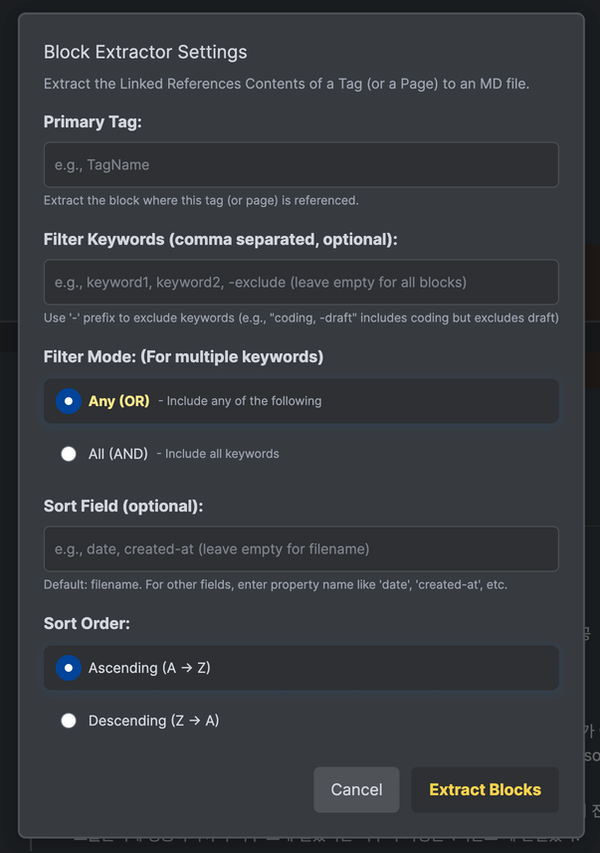 Block Extractor Settings
Extract the Linked References Contents of a Tag (or a Page) to an MD file.
Primary Tag:
e.g., TagName
Extract the block where this tag (or page) is referenced.
Filter Keywords (comma separated, optional):
e.g., keyword1, keyword2, -exclude (leave empty for all blocks)
Use '-' prefix to exclude keywords (e.g., "coding, -draft" includes coding but excludes draft)
Filter Mode: (For multiple keywords)
Any (OR) - Include any of the following
All (AND) - Include all keywords
Sort Field (optional):
e.g., date, created-at (leave empty for filename)
Default: filename. For other fields, enter property name like 'date', 'created-at', etc.
Sort Order:
Ascending (A → Z)
Descending (Z → A)
Cancel
Extract Blocks